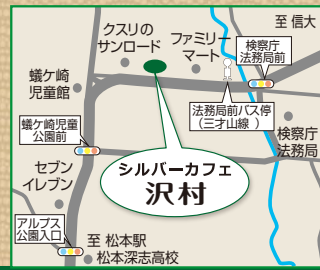 至 信大
クスリの
サンロード
ファミリー
マート
検察庁
法務局前
蟻ケ崎
児童館
法務局前バス停
（三才山線 ）
検察庁
法務局
蟻ケ崎児童
公園前
シルバーカフェ
沢村
セブン
イレブン
アルプス
公園入口
至 松本駅
松本深志高校